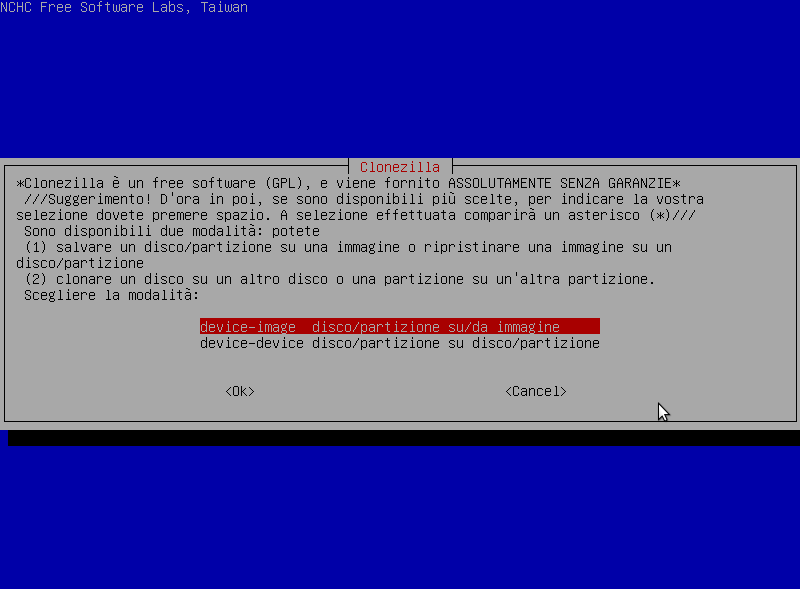 NCHC Free Software Labs, Taiwan
Clonezilla
*Clonezilla è un free software (GPL), e viene fornito ASSOLUTAMENTE SENZA GARANZIE*
///Suggerimento! D'ora in poi, se sono disponibili più scelte, per indicare la vostra
selezione dovete premere spazio. A selezione effettuata comparirà un asterisco (*)///
Sono disponibili due modalità: potete
(1) salvare un disco/partizione su una immagine o ripristinare una immagine su un
disco/partizione
(2) clonare un disco su un altro disco o una partizione su un'altra partizione.
Scegliere la modalità:
device-image disco/partizione su/da immagine
device-device disco/partizione su disco/partizione
<Ok> <Cancel>